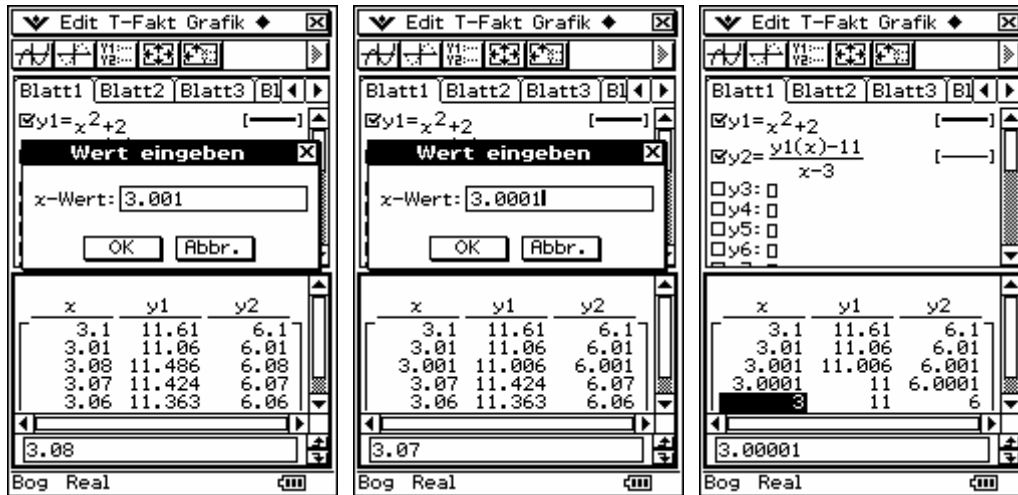 Edit T-Fakt Grafik ◆
Y1:... Y2:...
Blatt1 Blatt2 Blatt3 Bl
y1=x²+2 [—]
Wert eingeben
x-Wert: 3.001
OK Abbr.
x y1 y2
3.1 11.61 6.1
3.01 11.06 6.01
3.08 11.486 6.08
3.07 11.424 6.07
3.06 11.363 6.06
3.08
Bog Real
Edit T-Fakt Grafik ◆
Y1:... Y2:...
Blatt1 Blatt2 Blatt3 Bl
y1=x²+2 [—]
Wert eingeben
x-Wert: 3.0001
OK Abbr.
x y1 y2
3.1 11.61 6.1
3.01 11.06 6.01
3.001 11.006 6.001
3.07 11.424 6.07
3.06 11.363 6.06
3.07
Bog Real
Edit T-Fakt Grafik ◆
Y1:... Y2:...
Blatt1 Blatt2 Blatt3 Bl
y1=x²+2 [—]
y2=(y1(x)-11)/(x-3) [—]
y3:▯
y4:▯
y5:▯
y6:▯
x y1 y2
3.1 11.61 6.1
3.01 11.06 6.01
3.001 11.006 6.001
3.0001 11 6.0001
3 11 6
3.00001
Bog Real